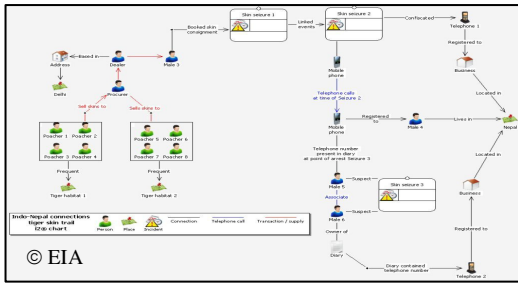 Skin seizure 1
Skin seizure 2
Booked skin
consignment
Linked
events
Confiscated
Telephone 1
Registered to
Business
Located in
Address
Based in
Dealer
Male 3
Delhi
Procurer
Sell skins to
Sells skins to
Poacher 1 Poacher 2
Poacher 3 Poacher 4
Poacher 5 Poacher 6
Poacher 7 Poacher 8
Frequent
Frequent
Tiger habitat 1
Tiger habitat 2
Mobile
phone
Telephone calls
at time of Seizure 2
Mobile
phone
Registered
to
Male 4
Lives in
Nepal
Telephone number
present in diary
at point of arrest Seizure 3
Male 5
Suspect
Skin seizure 3
Associate
Male 6
Suspect
Owner of
Diary
Diary contained
telephone number
Telephone 2
Registered to
Business
Located in
Indo-Nepal connections
tiger skin trail
i2® chart
Person
Place
Incident
Connection
Telephone call
Transaction / supply
© EIA